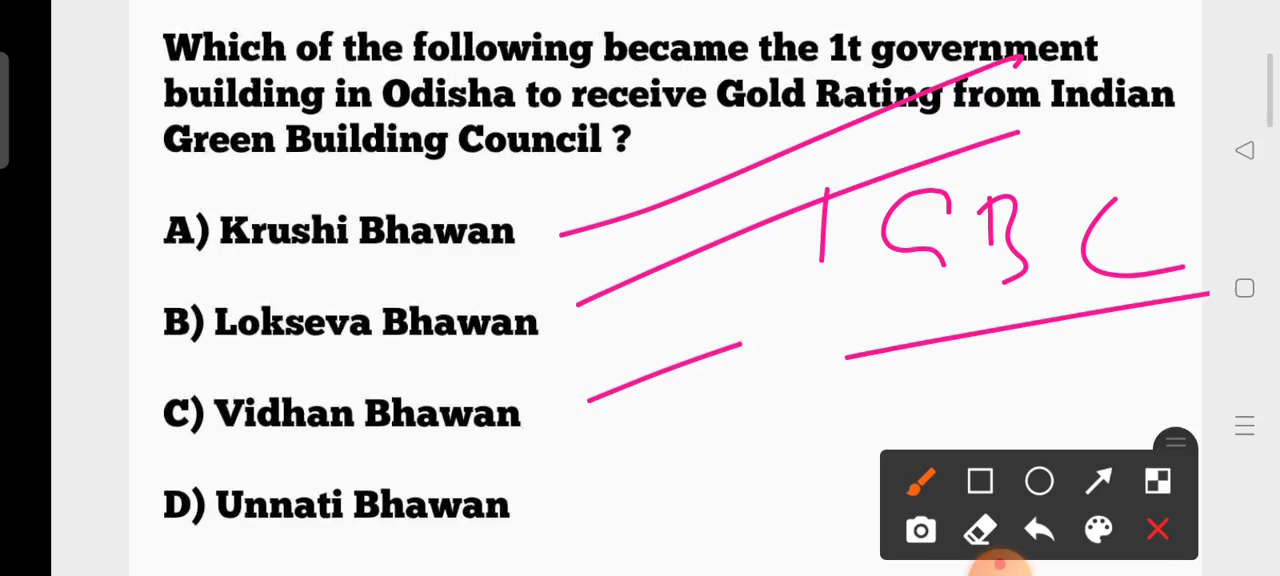 Which of the following became the 1t government
building in Odisha to receive Gold Rating from Indian
Green Building Council ?
A) Krushi Bhawan
IGBC
B) Lokseva Bhawan
C) Vidhan Bhawan
D) Unnati Bhawan